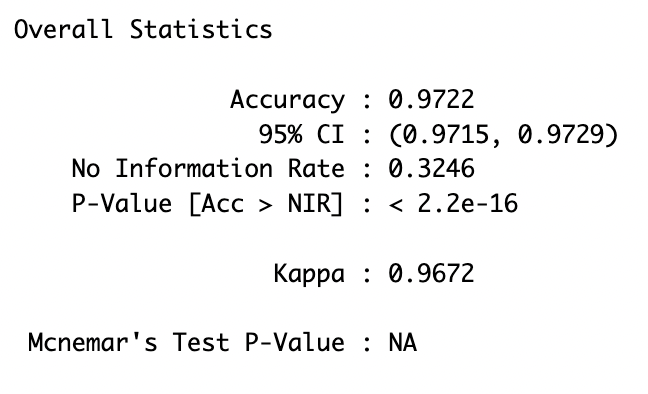 Overall Statistics
Accuracy : 0.9722
95% CI : (0.9715, 0.9729)
No Information Rate : 0.3246
P-Value [Acc > NIR] : < 2.2e-16
Kappa : 0.9672
Mcnemar's Test P-Value : NA